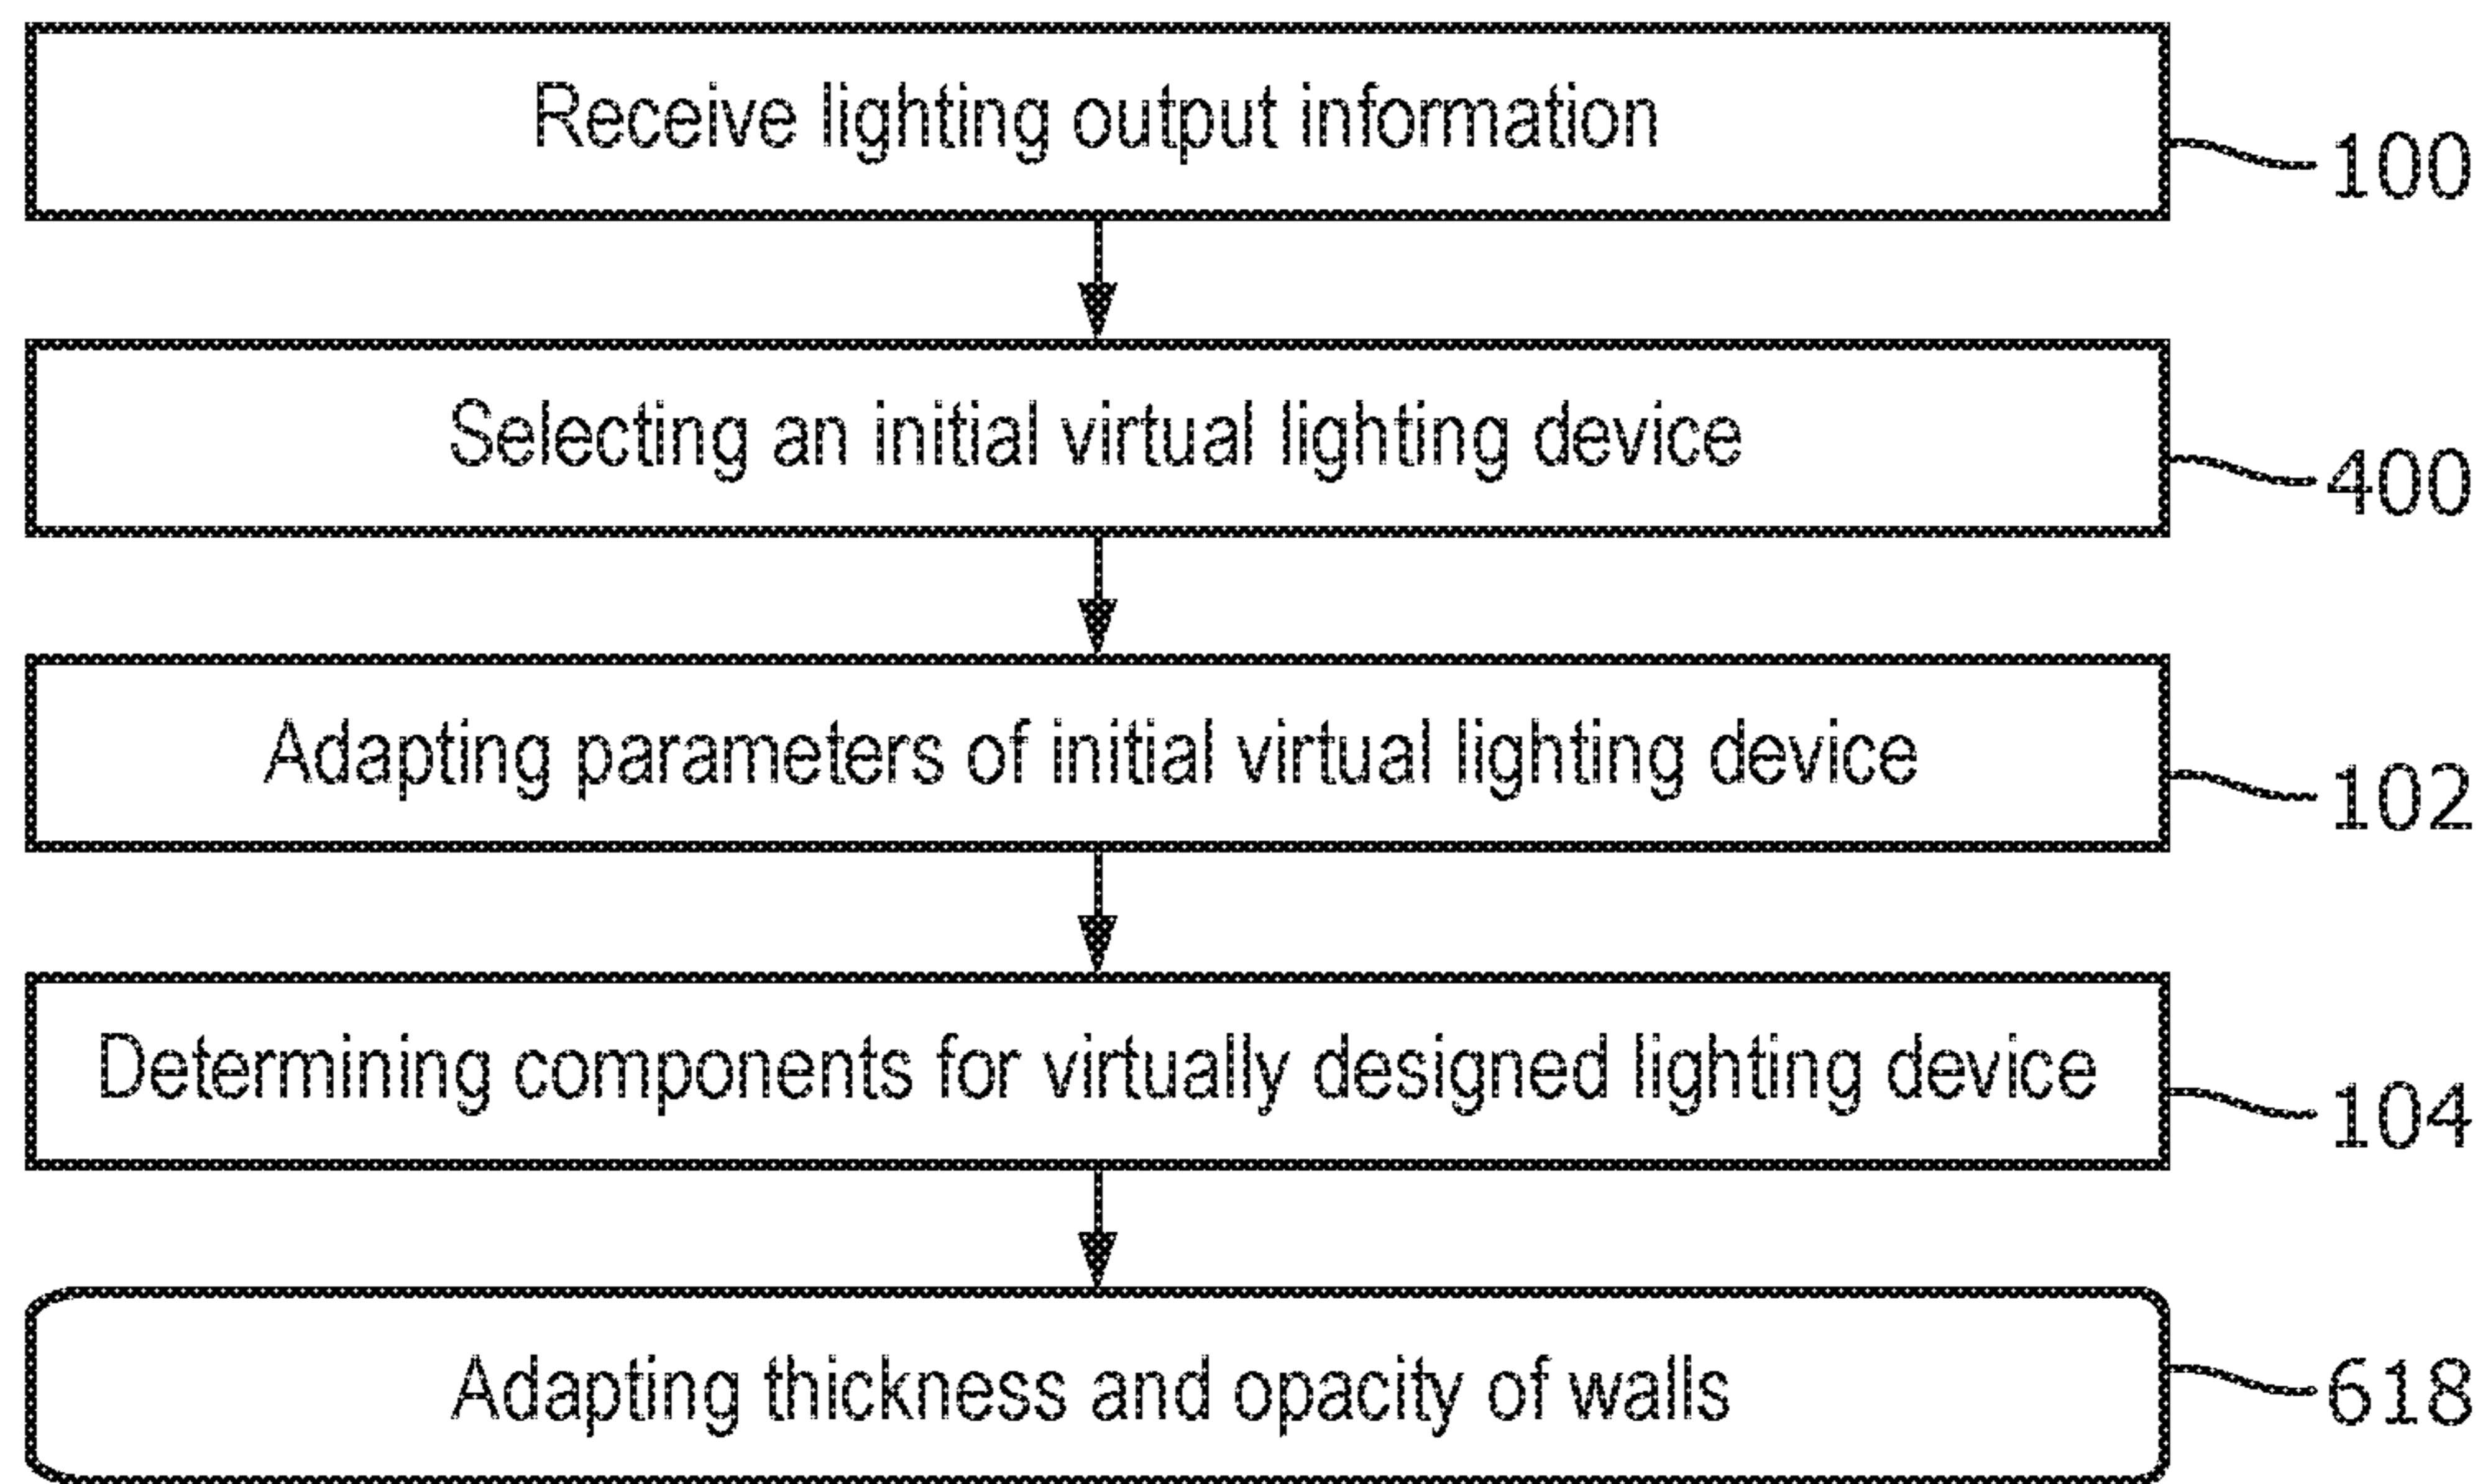 Receive lighting output information
100
Selecting an initial virtual lighting device
400
Adapting parameters of initial virtual lighting device
102
Determining components for virtually designed lighting device
104
Adapting thickness and opacity of walls
618